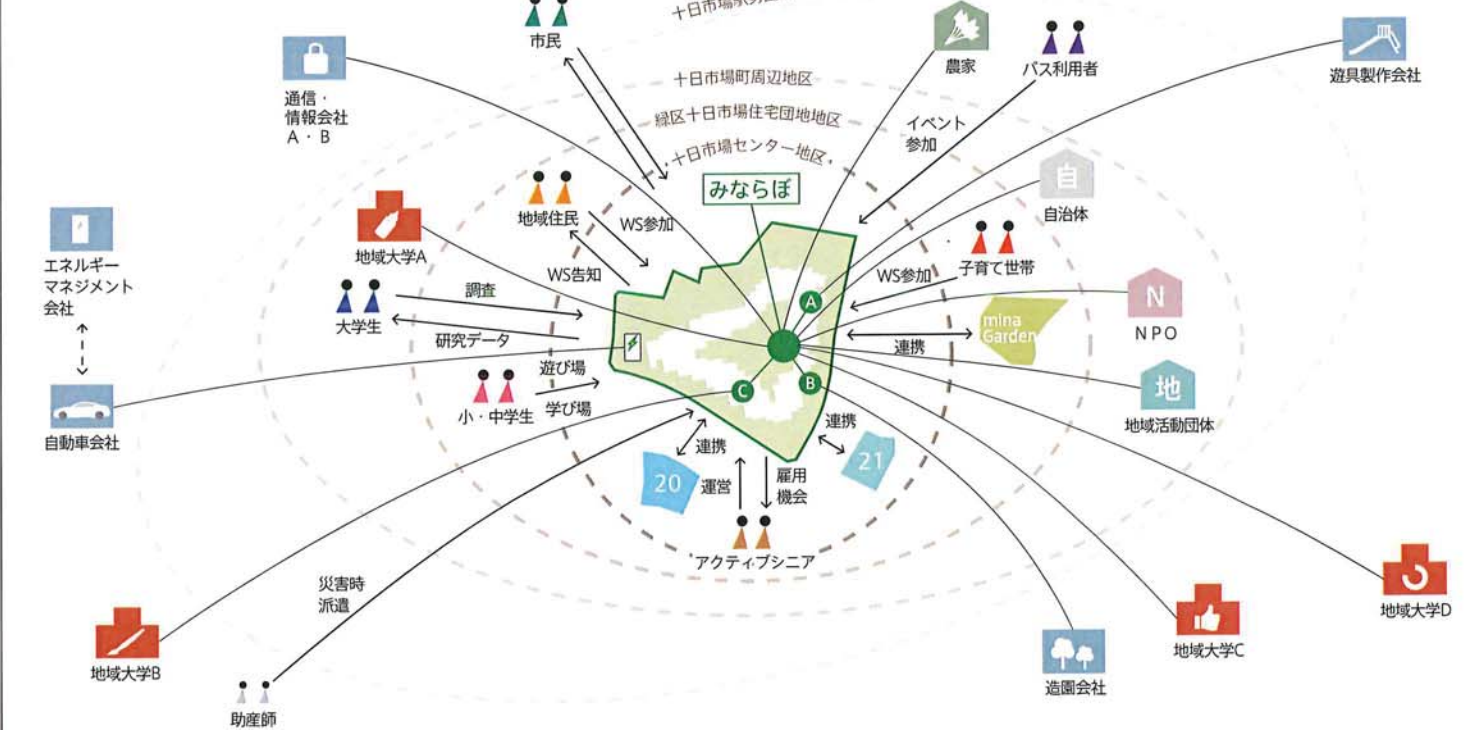 市民
農家
バス利用者
遊具製作会社
通信・
情報会社
A・B
十日市場町周辺地区
緑区十日市場住宅団地地区
十日市場センター地区
イベント
参加
みならぼ
自
自治体
地域住民
WS参加
地域大学A
WS告知
WS参加
子育て世帯
エネルギー
マネジメント
会社
大学生
調査
研究データ
A
mina
Garden
連携
N
NPO
遊び場
学び場
小・中学生
B
C
地
地域活動団体
自動車会社
連携
20
連携
21
運営
雇用
機会
アクティブシニア
災害時
派遣
地域大学B
助産師
造園会社
地域大学C
地域大学D